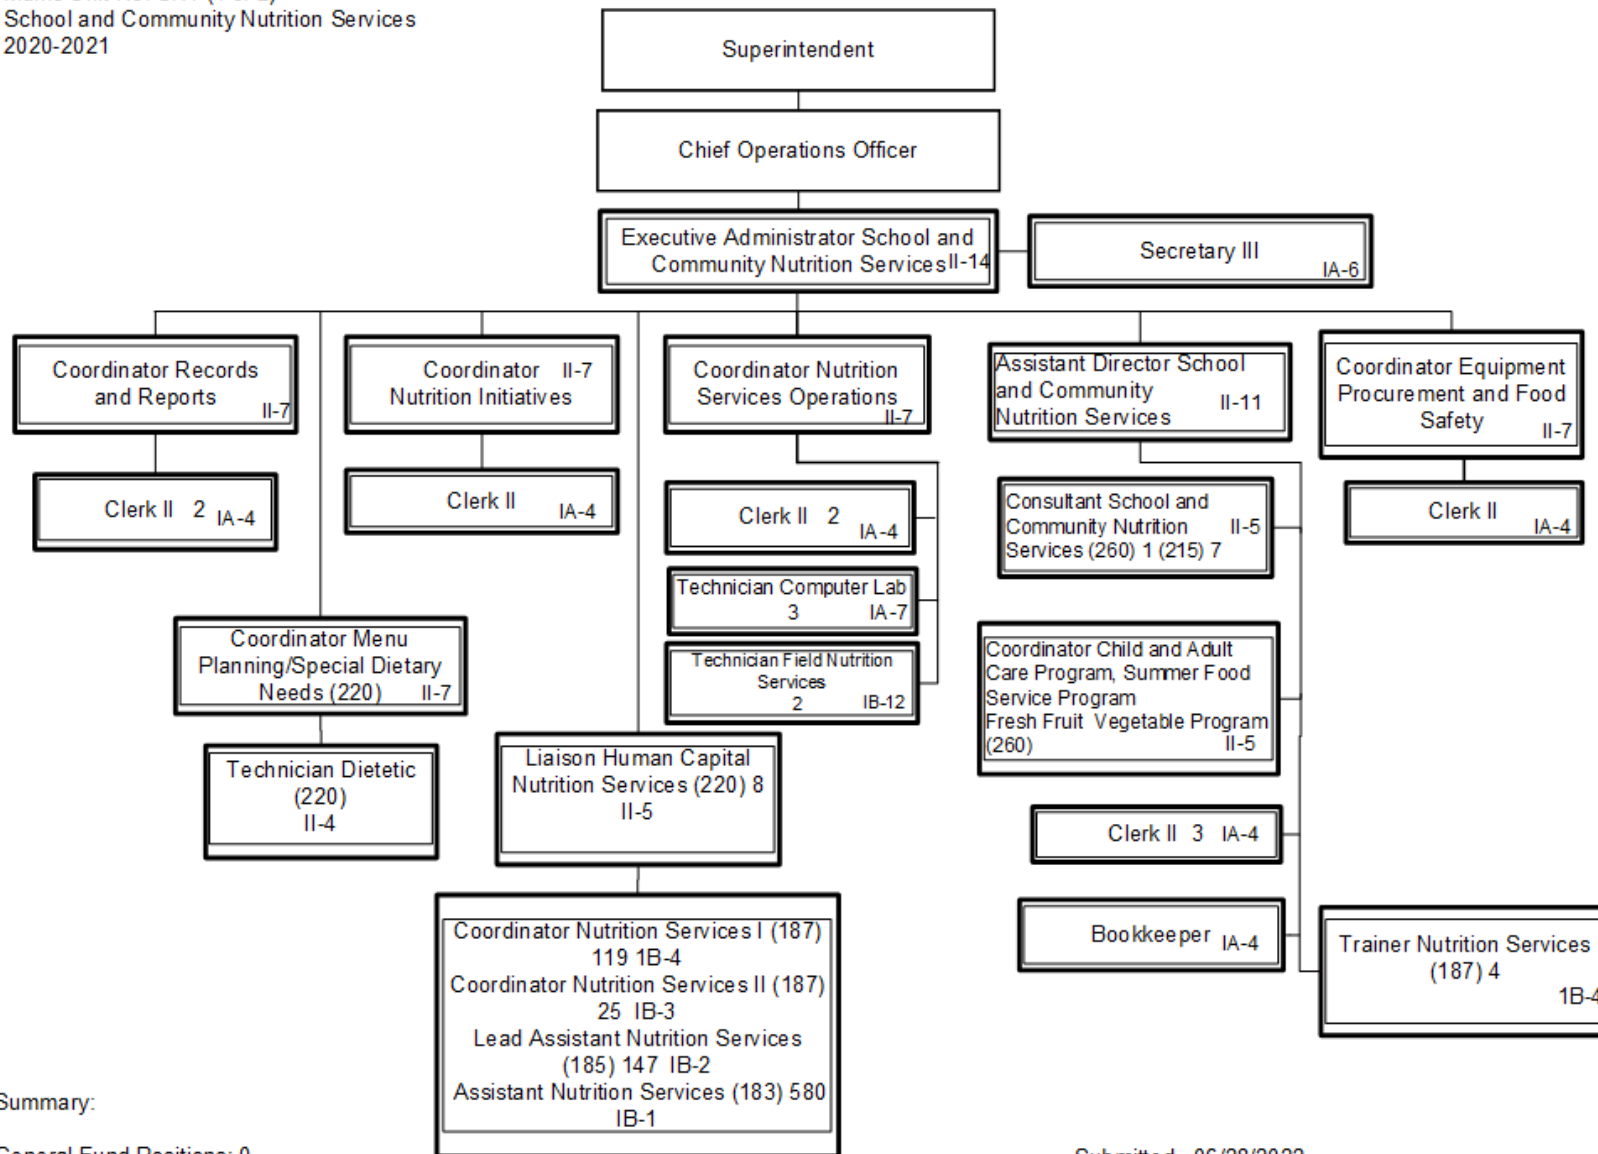 School and Community Nutrition Services
2020-2021
Superintendent
Chief Operations Officer
Executive Administrator School and
Community Nutrition Services II-14
Secretary III
IA-6
Coordinator Records
and Reports
II-7
Coordinator II-7
Nutrition Initiatives
Coordinator Nutrition
Services Operations
II-7
Assistant Director School
and Community
Nutrition Services
II-11
Coordinator Equipment
Procurement and Food
Safety
II-7
Clerk II 2 IA-4
Clerk II
IA-4
Clerk II 2
IA-4
Technician Computer Lab
3 IA-7
Technician Field Nutrition
Services
2 IB-12
Consultant School and
Community Nutrition II-5
Services (260) 1 (215) 7
Clerk II
IA-4
Coordinator Menu
Planning/Special Dietary
Needs (220) II-7
Technician Dietetic
(220)
II-4
Liaison Human Capital
Nutrition Services (220) 8
II-5
Coordinator Child and Adult
Care Program, Summer Food
Service Program
Fresh Fruit Vegetable Program
(260) II-5
Clerk II 3 IA-4
Bookkeeper IA-4
Trainer Nutrition Services
(187) 4
1B-4
Coordinator Nutrition Services I (187)
119 1B-4
Coordinator Nutrition Services II (187)
25 IB-3
Lead Assistant Nutrition Services
(185) 147 IB-2
Assistant Nutrition Services (183) 580
IB-1
Summary:
General Fund Positions: 0